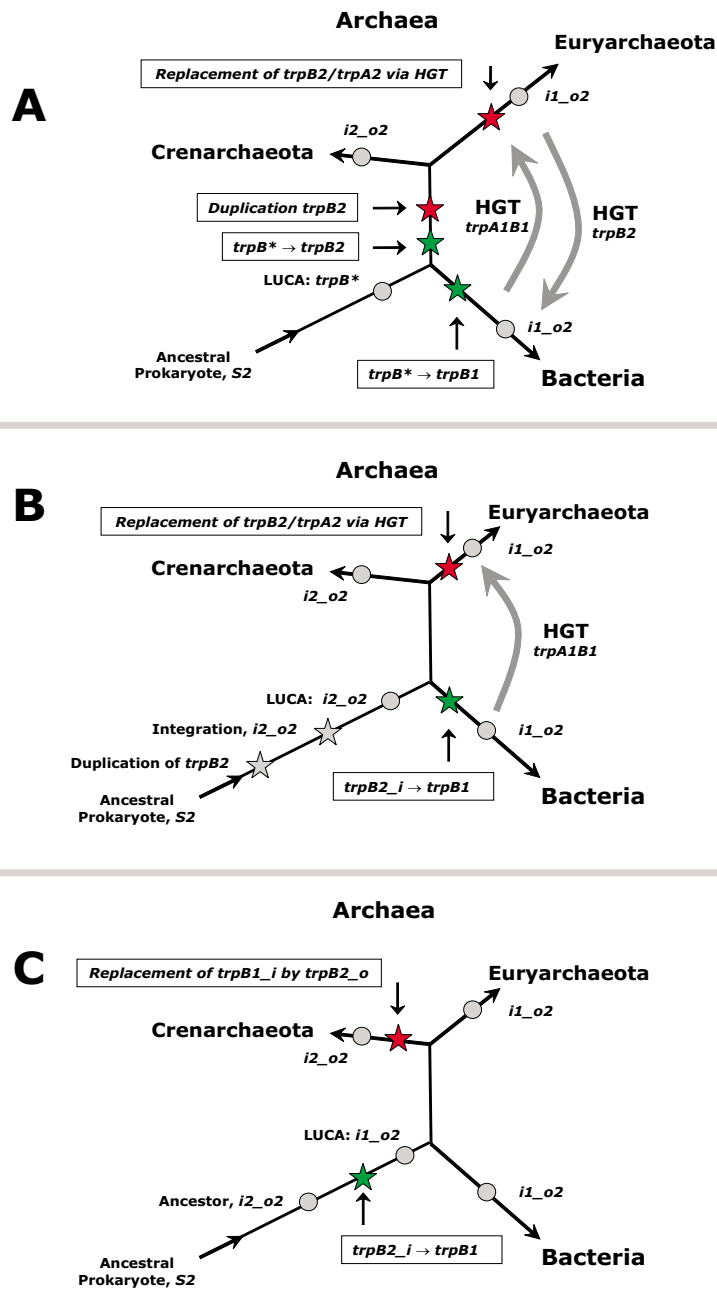 Archaea
Euryarchaeota
Replacement of trpB2/trpA2 via HGT
A
i1_o2
i2_o2
Crenarchaeota
Duplication trpB2
HGT
trpA1B1
HGT
trpB2
trpB* → trpB2
LUCA: trpB*
i1_o2
Ancestral
Prokaryote, S2
trpB* → trpB1
Bacteria
Archaea
B
Euryarchaeota
Replacement of trpB2/trpA2 via HGT
i1_o2
Crenarchaeota
i2_o2
HGT
trpA1B1
LUCA: i2_o2
Integration, i2_o2
i1_o2
Duplication of trpB2
trpB2_i → trpB1
Ancestral
Prokaryote, S2
Bacteria
Archaea
C
Replacement of trpB1_i by trpB2_o
Euryarchaeota
i1_o2
Crenarchaeota
i2_o2
LUCA: i1_o2
Ancestor, i2_o2
i1_o2
trpB2_i → trpB1
Ancestral
Prokaryote, S2
Bacteria